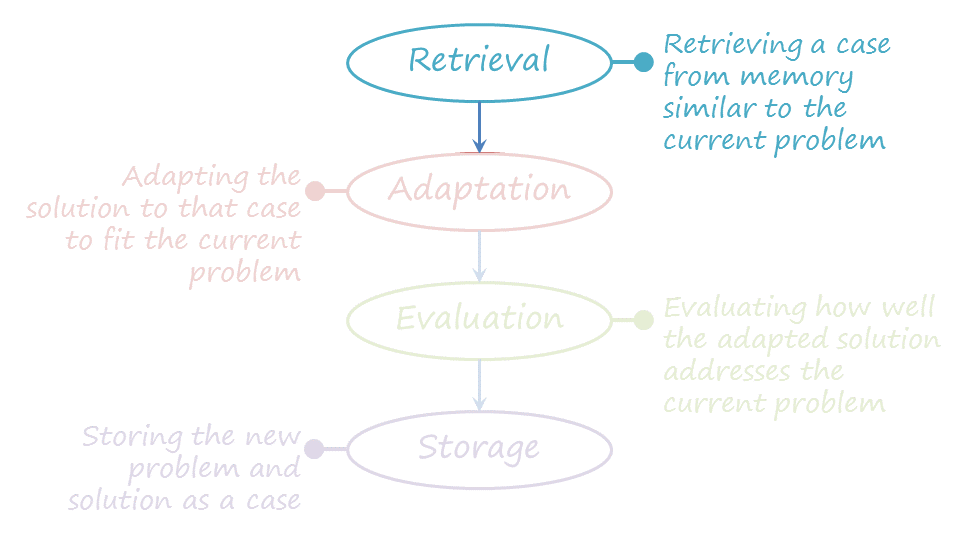 Retrieval
Retrieving a case
from memory
similar to the
current problem
Adaptation
Adapting the
solution to that case
to fit the current
problem
Evaluation
Evaluating how well
the adapted solution
addresses the
current problem
Storage
Storing the new
problem and
solution as a case